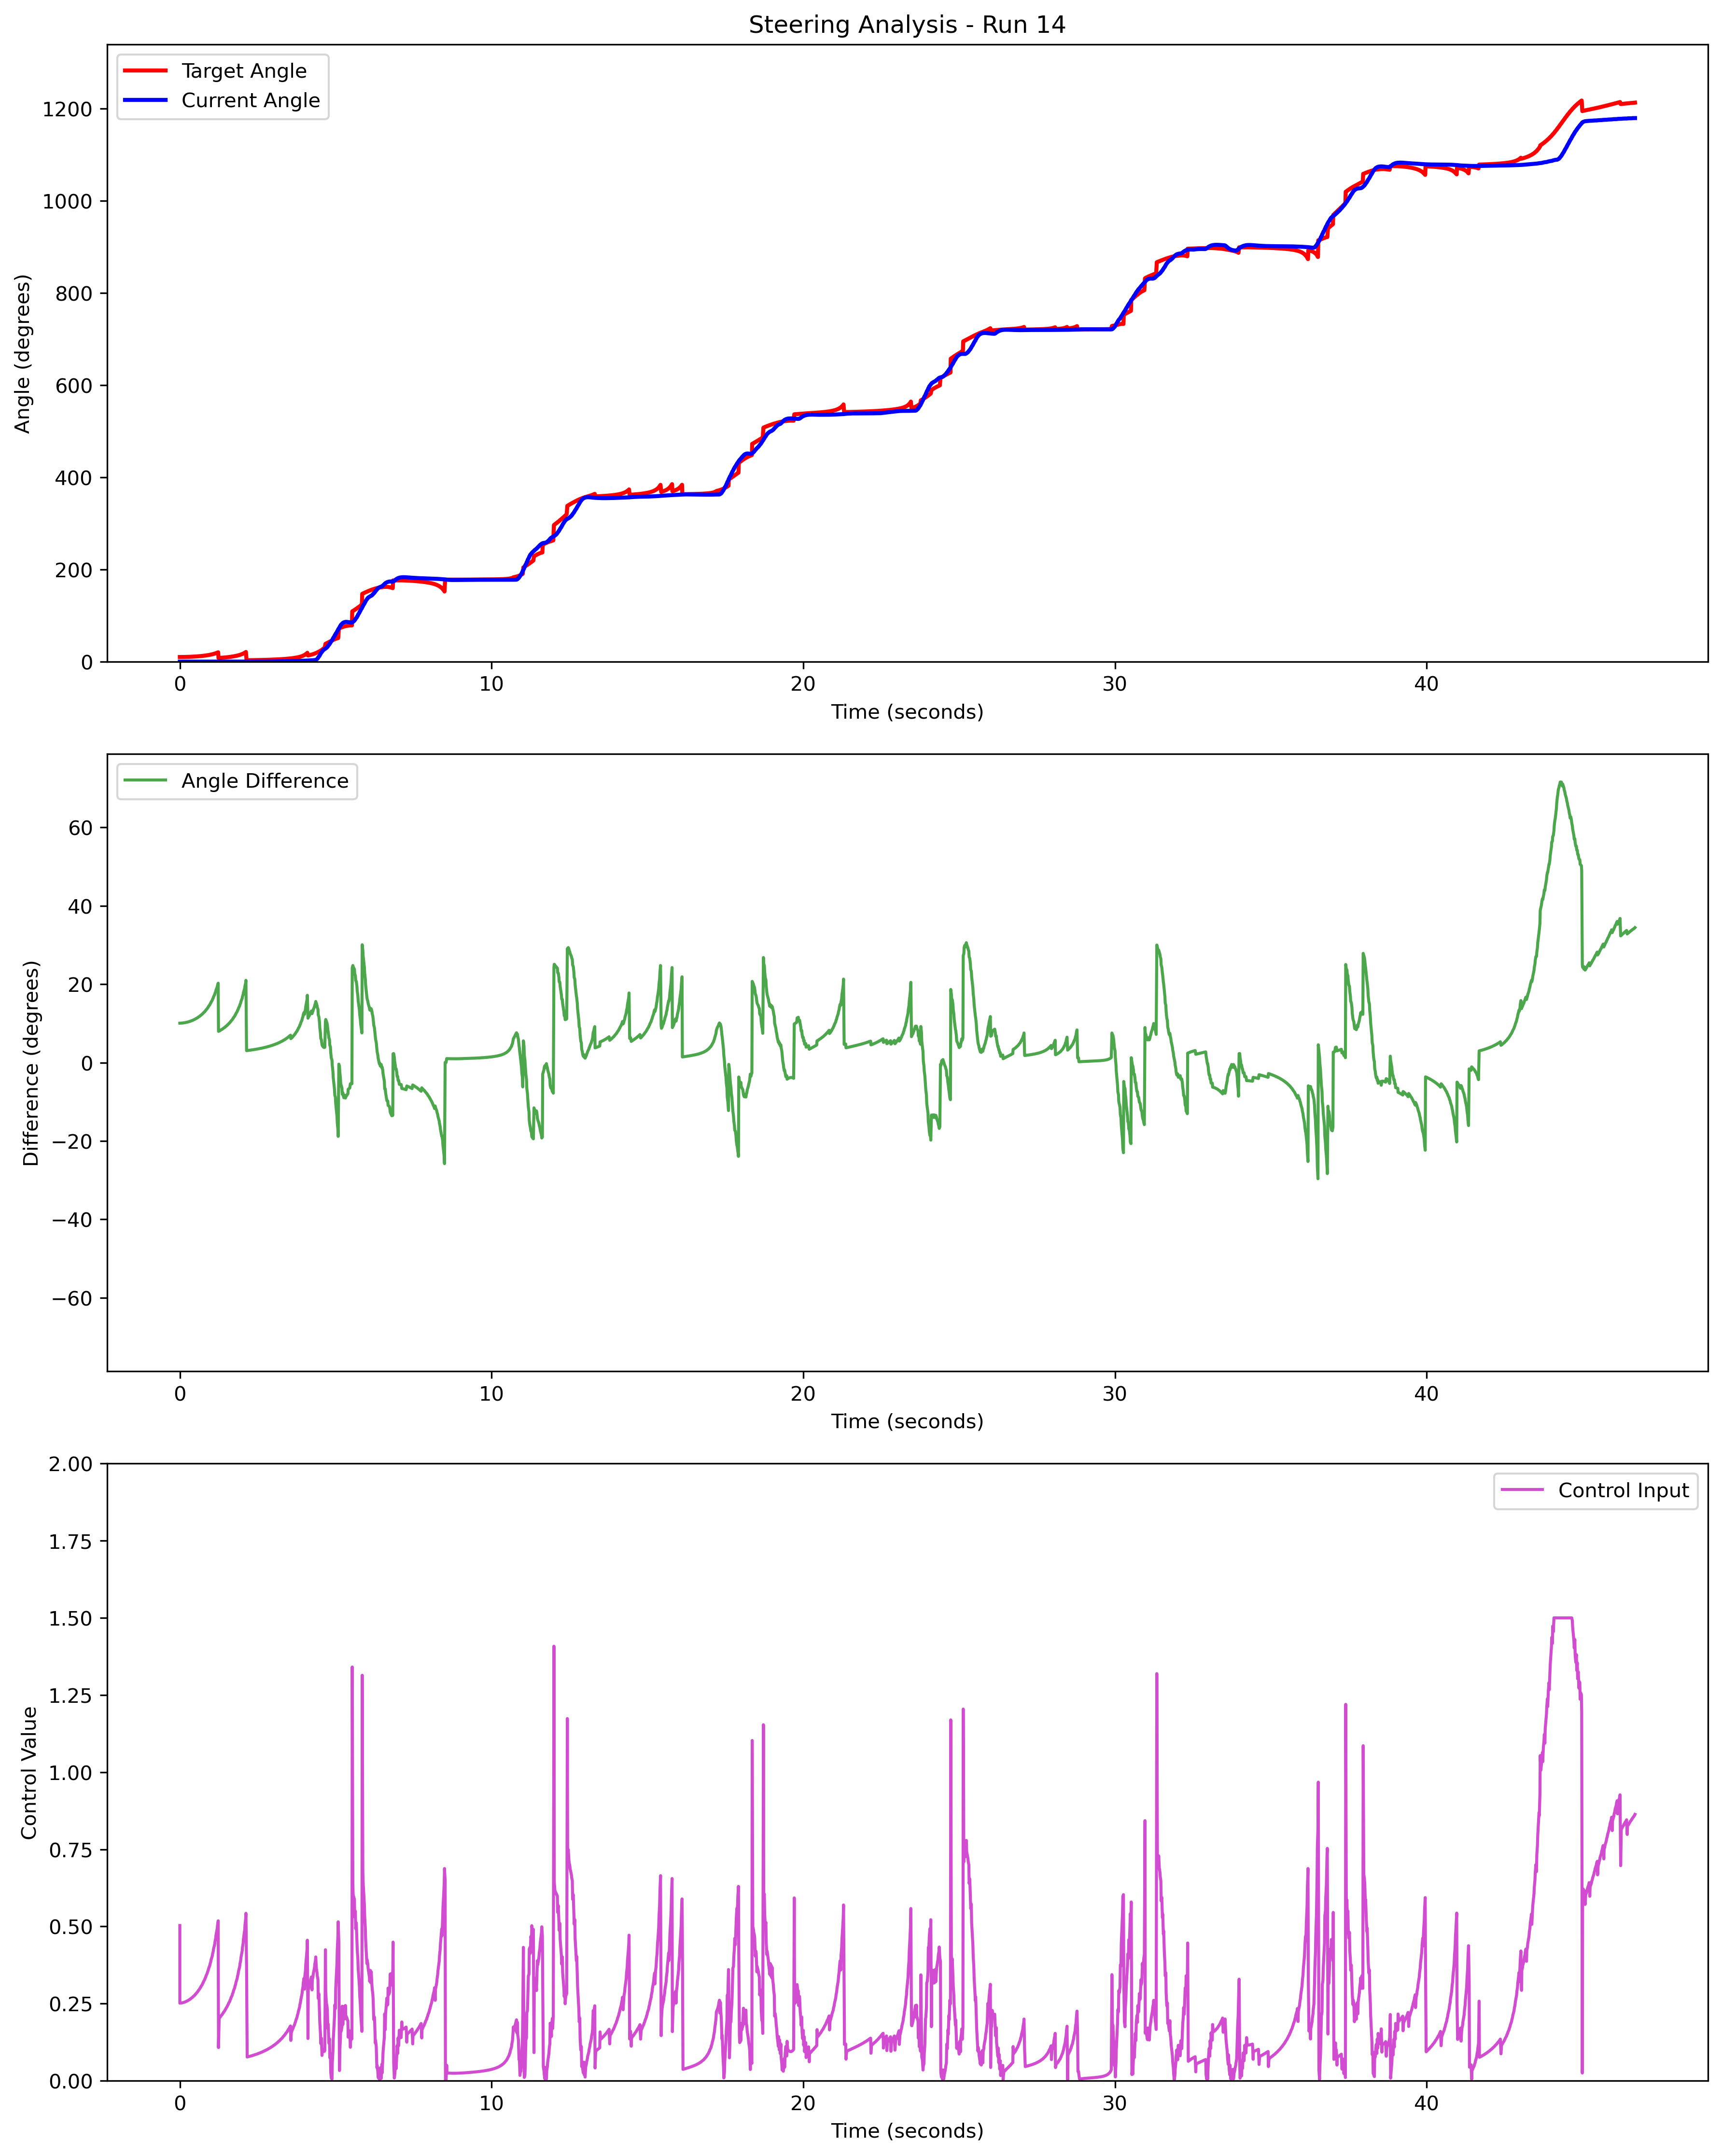 Steering Analysis - Run 14
Target Angle
Current Angle
1200
1000
800
600
400
200
0
Angle (degrees)
0 10 20 30 40
Time (seconds)
Angle Difference
60
40
20
0
−20
−40
−60
Difference (degrees)
0 10 20 30 40
Time (seconds)
Control Input
2.00
1.75
1.50
1.25
1.00
0.75
0.50
0.25
0.00
Control Value
0 10 20 30 40
Time (seconds)